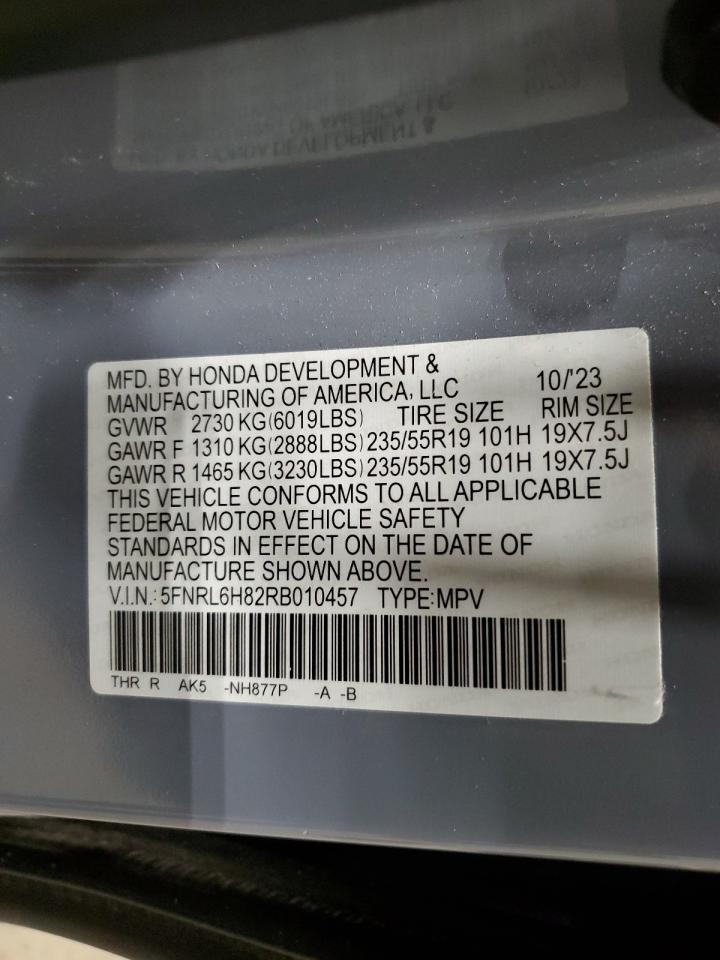 MFD. BY HONDA DEVELOPMENT &
MANUFACTURING OF AMERICA, LLC 10/'23
GVWR 2730 KG(6019LBS) TIRE SIZE RIM SIZE
GAWR F 1310 KG(2888LBS) 235/55R19 101H 19X7.5J
GAWR R 1465 KG(3230LBS) 235/55R19 101H 19X7.5J
THIS VEHICLE CONFORMS TO ALL APPLICABLE
FEDERAL MOTOR VEHICLE SAFETY
STANDARDS IN EFFECT ON THE DATE OF
MANUFACTURE SHOWN ABOVE.
V.I.N.: 5FNRL6H82RB010457 TYPE:MPV
THR R AK5 -NH877P -A -B